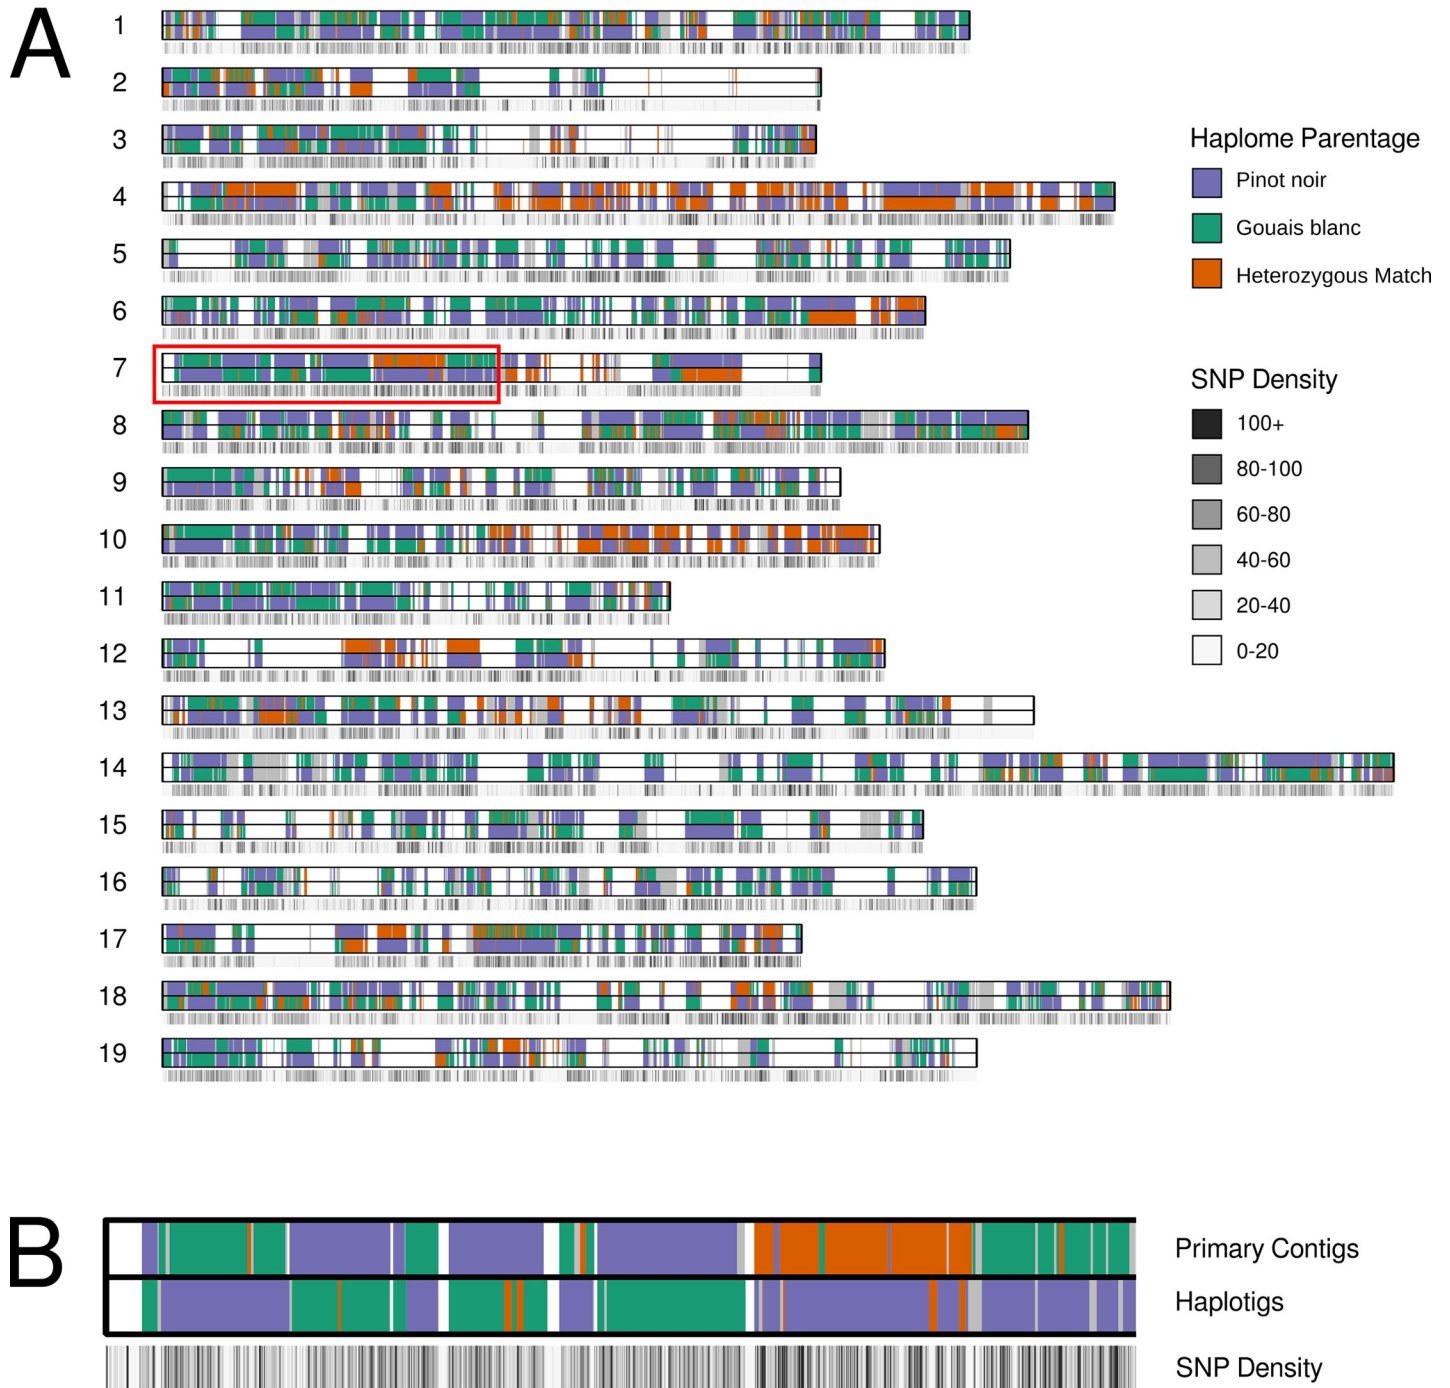 A
1
2
3
4
5
6
7
8
9
10
11
12
13
14
15
16
17
18
19
Haplome Parentage
Pinot noir
Gouais blanc
Heterozygous Match
SNP Density
100+
80-100
60-80
40-60
20-40
0-20
B
Primary Contigs
Haplotigs
SNP Density